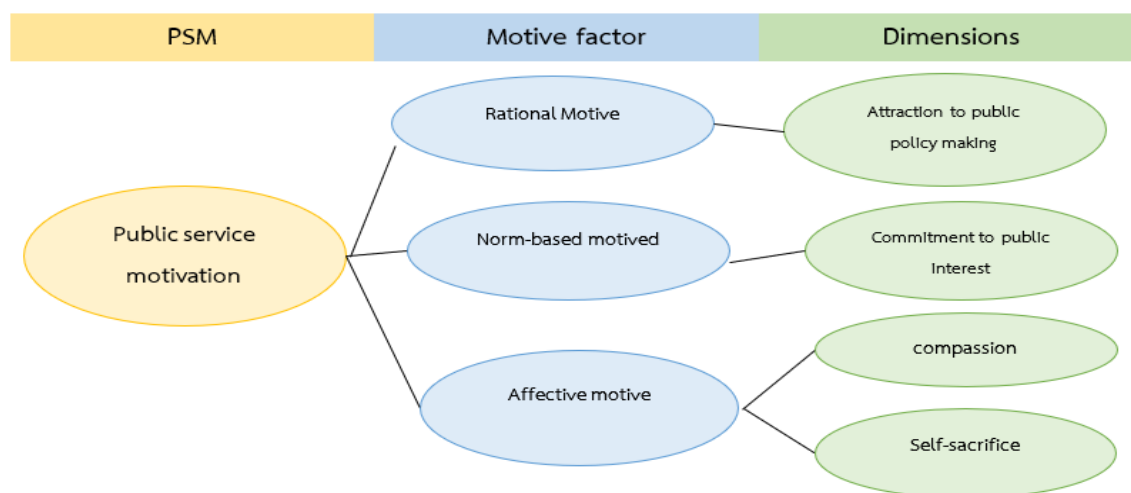 PSM
Motive factor
Dimensions
Rational Motive
Attraction to public
policy making
Public service
motivation
Norm-based motived
Commitment to public
Interest
Affective motive
compassion
Self-sacrifice